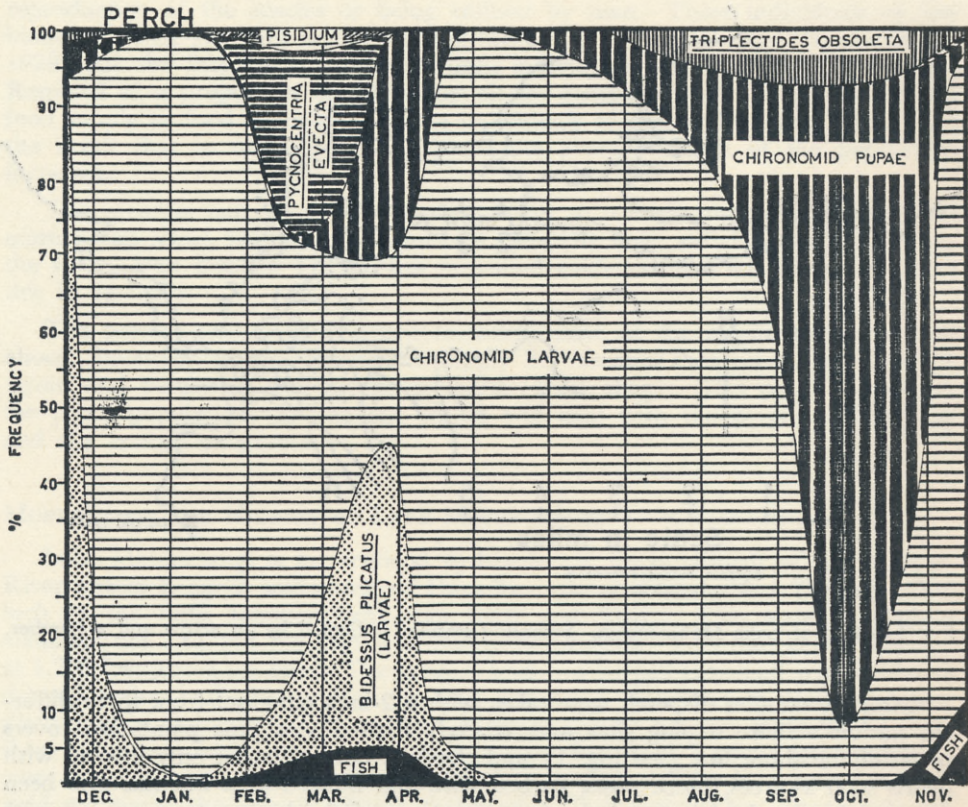 PERCH
100
90
80
70
60
50
40
30
20
10
5
% FREQUENCY
PISIDIUM
TRIPLECTIDES OBSOLETA
PYCNOCENTRIA
EVECTA
CHIRONOMID PUPAE
CHIRONOMID LARVAE
BIDESSUS PLICATUS
(LARVAE)
FISH
FISH
DEC. JAN. FEB. MAR. APR. MAY. JUN. JUL. AUG. SEP. OCT. NOV.